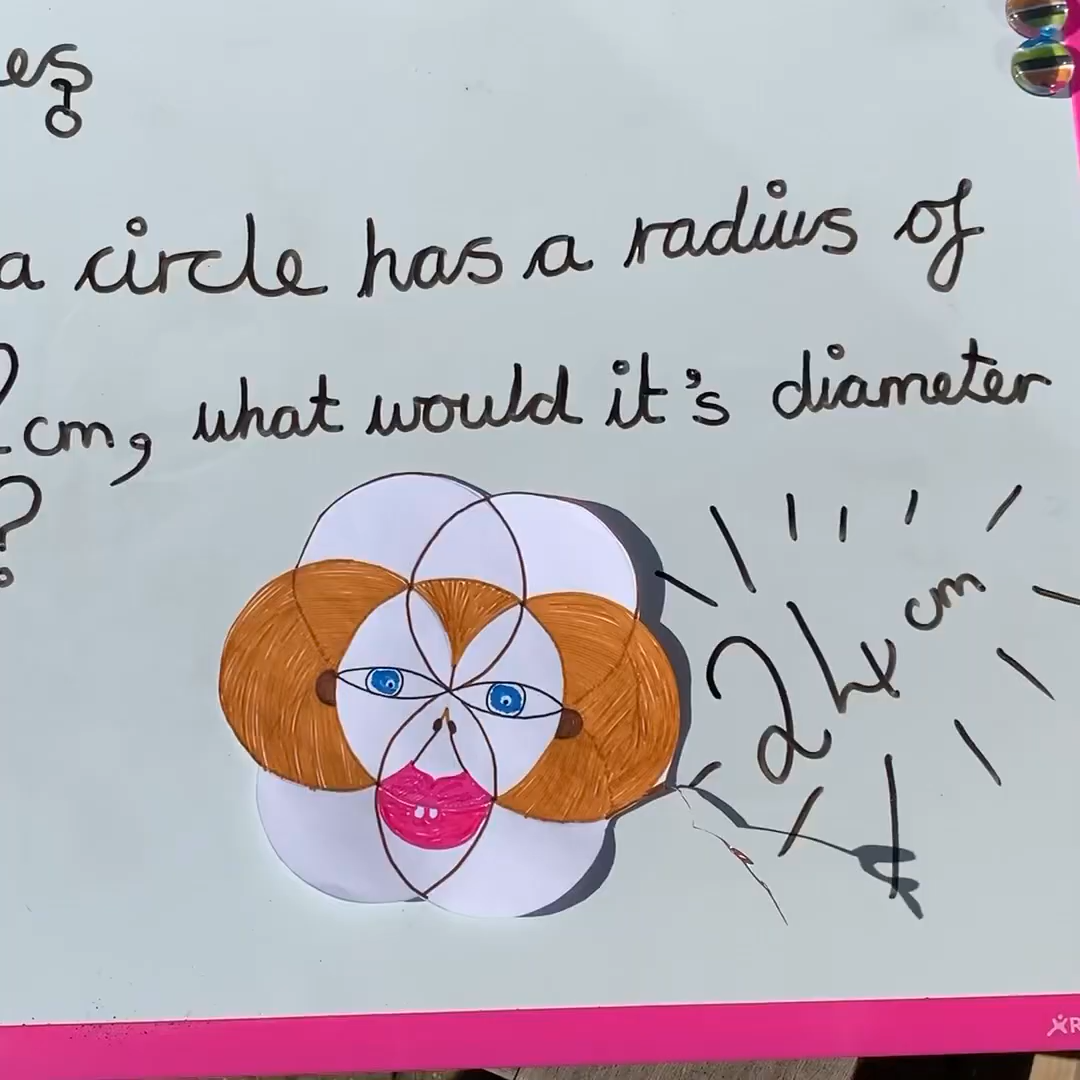 a circle has a radius of
cm, what would it's diameter
?
24 cm